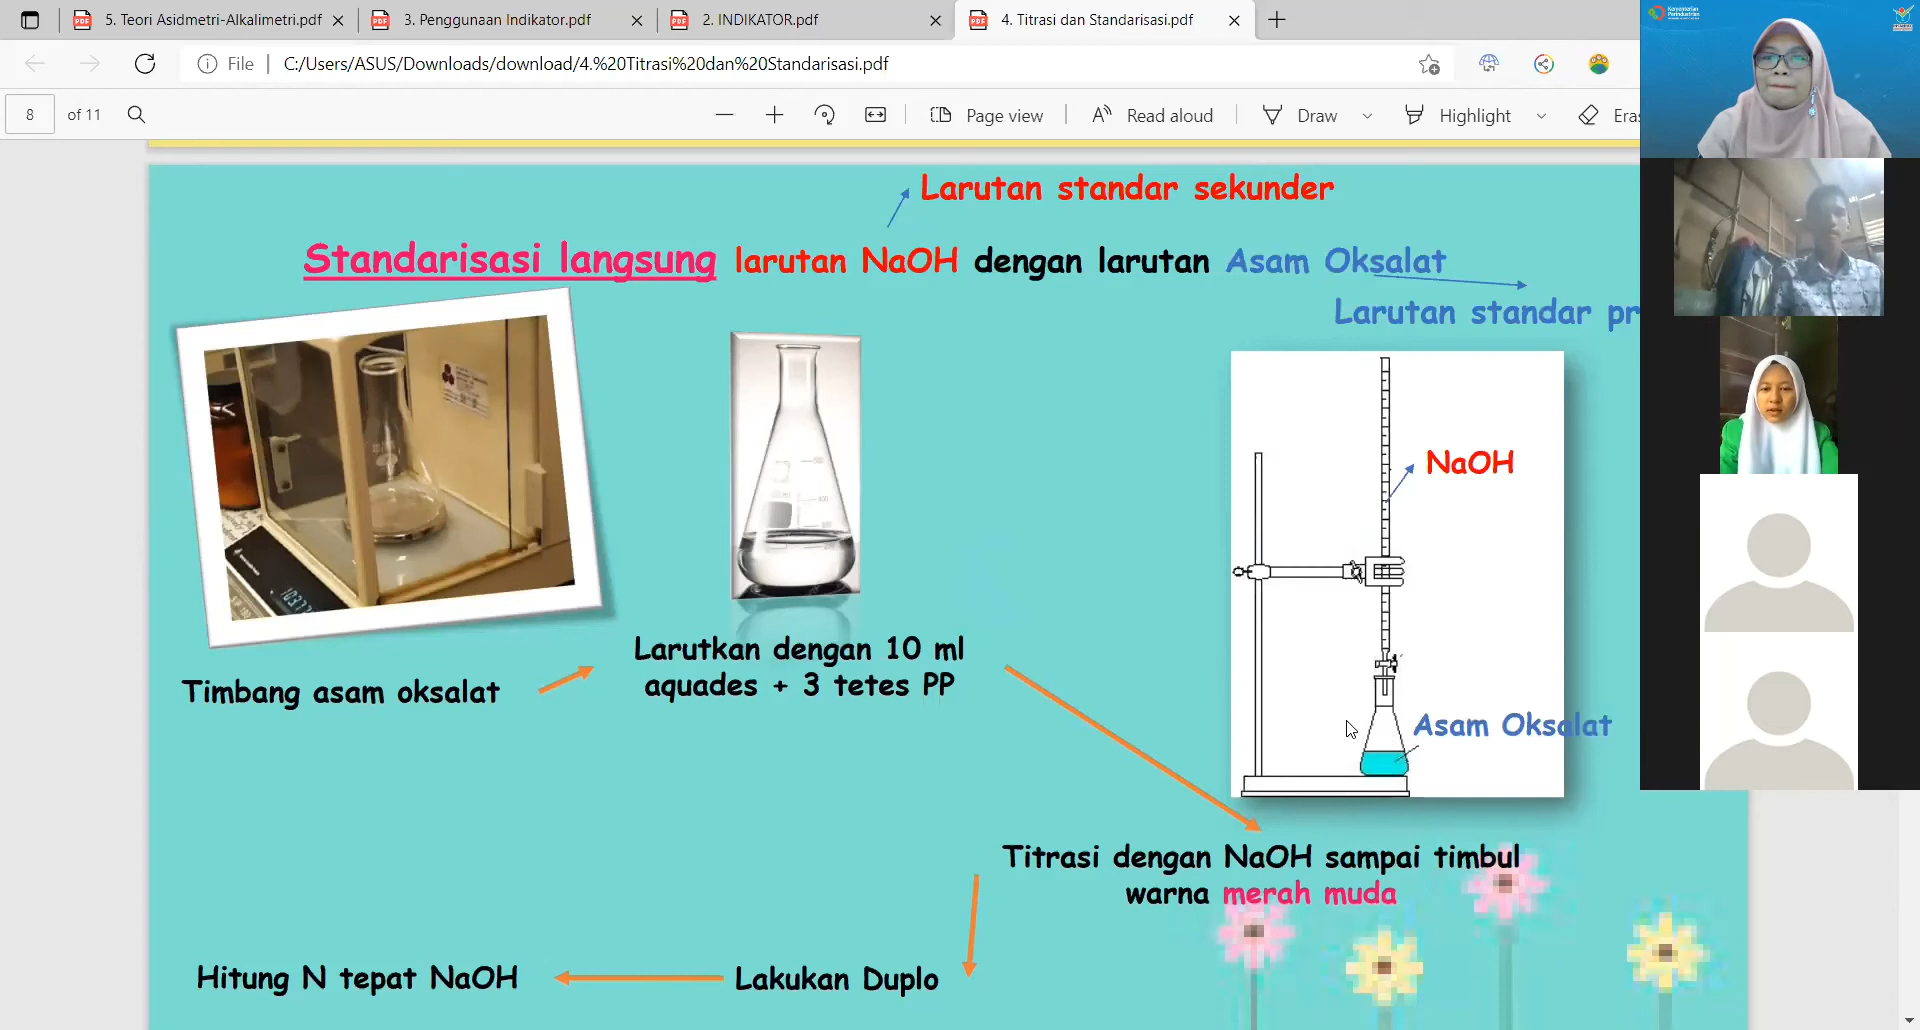 5. Teori Asidmetri-Alkalimetri.pdf
3. Penggunaan Indikator.pdf
2. INDIKATOR.pdf
4. Titrasi dan Standarisasi.pdf
File
C:/Users/ASUS/Downloads/download/4.%20Titrasi%20dan%20Standarisasi.pdf
8 of 11
Page view
Read aloud
Draw
Highlight
Eras
Kementerian
Perindustrian
Larutan standar sekunder
Standarisasi langsung larutan NaOH dengan larutan Asam Oksalat
Larutan standar pr
NaOH
Asam Oksalat
Timbang asam oksalat
Larutkan dengan 10 ml
aquades + 3 tetes PP
Titrasi dengan NaOH sampai timbul
warna merah muda
Lakukan Duplo
Hitung N tepat NaOH